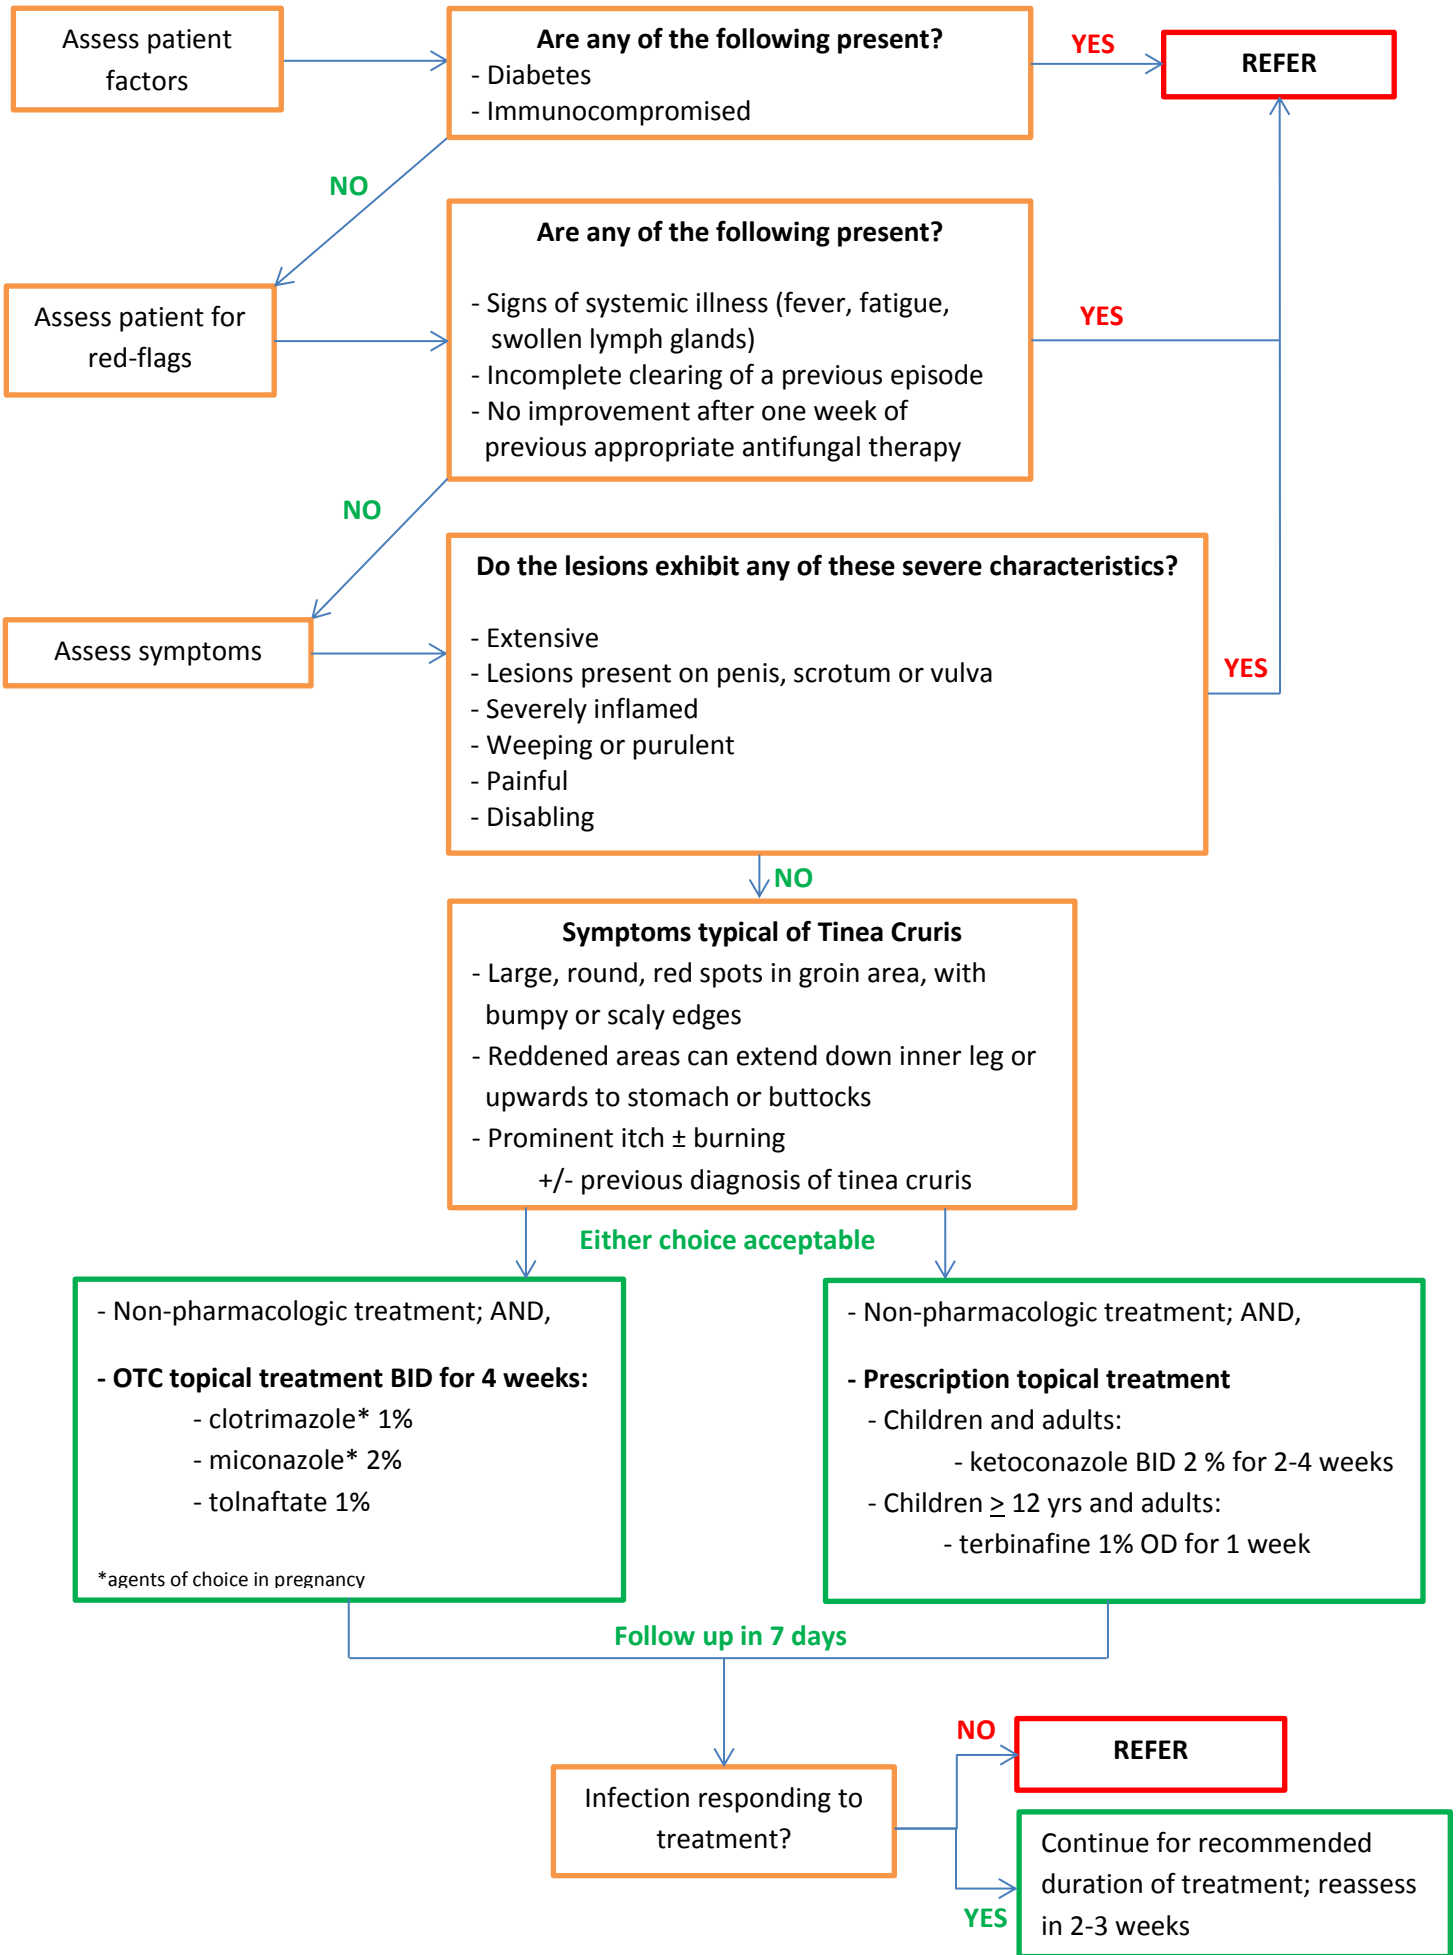 Assess patient
factors
Are any of the following present?
- Diabetes
- Immunocompromised
YES
REFER
NO
Assess patient for
red-flags
Are any of the following present?
- Signs of systemic illness (fever, fatigue,
swollen lymph glands)
- Incomplete clearing of a previous episode
- No improvement after one week of
previous appropriate antifungal therapy
YES
NO
Assess symptoms
Do the lesions exhibit any of these severe characteristics?
- Extensive
- Lesions present on penis, scrotum or vulva
- Severely inflamed
- Weeping or purulent
- Painful
- Disabling
YES
NO
Symptoms typical of Tinea Cruris
- Large, round, red spots in groin area, with
bumpy or scaly edges
- Reddened areas can extend down inner leg or
upwards to stomach or buttocks
- Prominent itch ± burning
+/- previous diagnosis of tinea cruris
Either choice acceptable
- Non-pharmacologic treatment; AND,
- OTC topical treatment BID for 4 weeks:
- clotrimazole* 1%
- miconazole* 2%
- tolnaftate 1%
*agents of choice in pregnancy
- Non-pharmacologic treatment; AND,
- Prescription topical treatment
- Children and adults:
- ketoconazole BID 2 % for 2-4 weeks
- Children ≥ 12 yrs and adults:
- terbinafine 1% OD for 1 week
Follow up in 7 days
Infection responding to
treatment?
NO
REFER
YES
Continue for recommended
duration of treatment; reassess
in 2-3 weeks